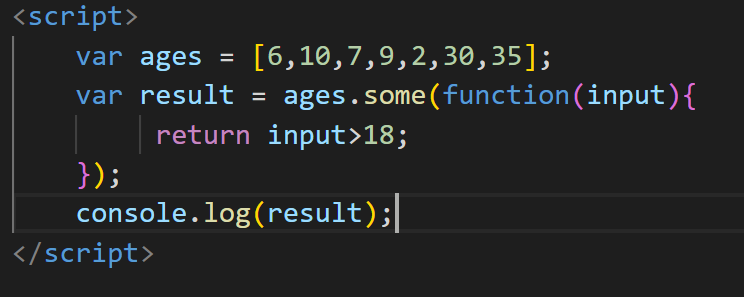 <script>
var ages = [6,10,7,9,2,30,35];
var result = ages.some(function(input){
return input>18;
});
console.log(result);
</script>